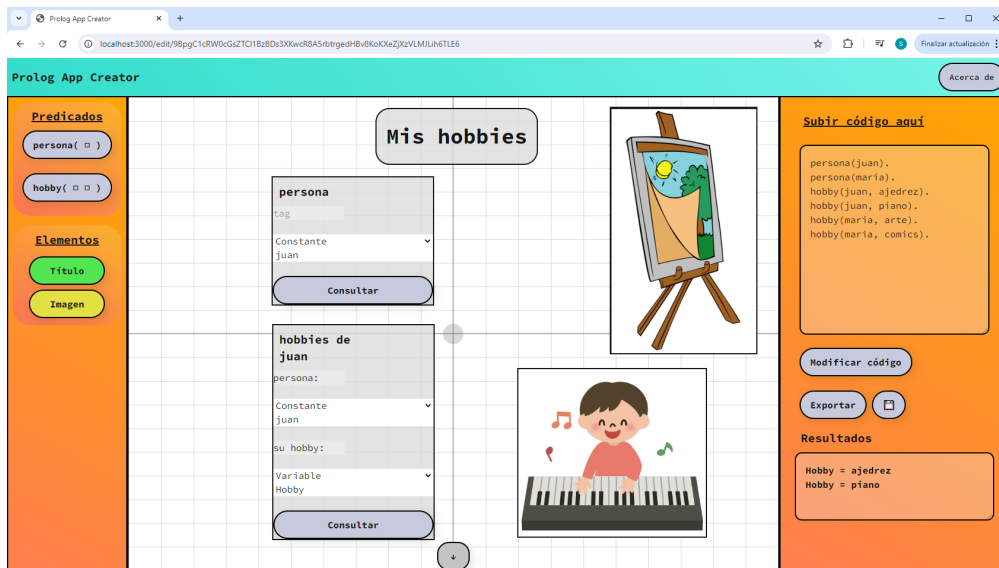 Prolog App Creator
localhost:3000/edit/9BpgC1cRW0cGsZTCl1BzBDs3XKwcR8A5rbtrgedHBv8KoKXeZjXzVLMJLih6TLE6
S
Finalizar actualización
Prolog App Creator
Acerca de
Predicados
persona( □ )
hobby( □ □ )
Elementos
Título
Imagen
Mis hobbies
persona
tag
Constante
juan
Consultar
hobbies de
juan
persona:
Constante
juan
su hobby:
Variable
Hobby
Consultar
↓
Subir código aquí
persona(juan).
persona(maria).
hobby(juan, ajedrez).
hobby(juan, piano).
hobby(maria, arte).
hobby(maria, comics).
Modificar código
Exportar
Resultados
Hobby = ajedrez
Hobby = piano